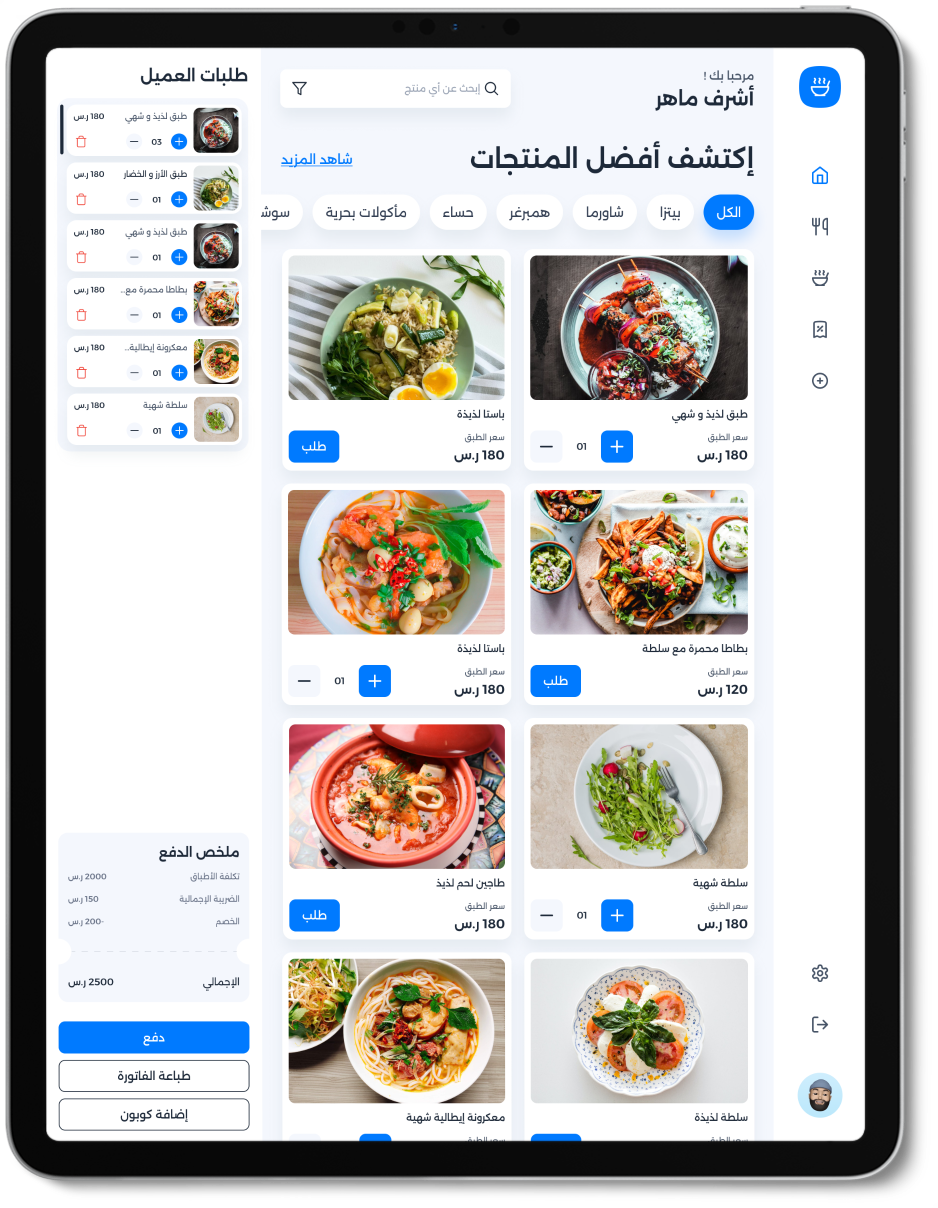 مرحبا بك !
أشرف ماهر
إبحث عن أي منتج
إكتشف أفضل المنتجات
شاهد المزيد
الكل
بيتزا
شاورما
همبرغر
حساء
مأكولات بحرية
سوش
طبق لذيذ و شهي
سعر الطبق
180 ر.س
01
باستا لذيذة
سعر الطبق
180 ر.س
طلب
بطاطا محمرة مع سلطة
سعر الطبق
120 ر.س
طلب
باستا لذيذة
سعر الطبق
180 ر.س
01
سلطة شهية
سعر الطبق
180 ر.س
01
طاجين لحم لذيذ
سعر الطبق
180 ر.س
طلب
سلطة لذيذة
سعر الطبق
معكرونة إيطالية شهية
سعر الطبق
طلبات العميل
طبق لذيذ و شهي
180 ر.س
03
طبق الأرز و الخضار
180 ر.س
01
طبق لذيذ و شهي
180 ر.س
01
بطاطا محمرة مع...
180 ر.س
01
معكرونة إيطالية...
180 ر.س
01
سلطة شهية
180 ر.س
01
ملخص الدفع
تكلفة الأطباق
2000 ر.س
الضريبة الإجمالية
150 ر.س
الخصم
-200 ر.س
الإجمالي
2500 ر.س
دفع
طباعة الفاتورة
إضافة كوبون